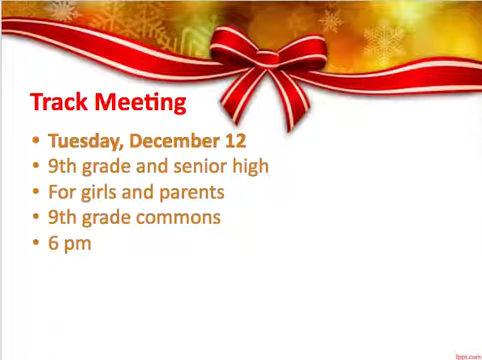 Track Meeting
• Tuesday, December 12
• 9th grade and senior high
• For girls and parents
• 9th grade commons
• 6 pm
fppt.com